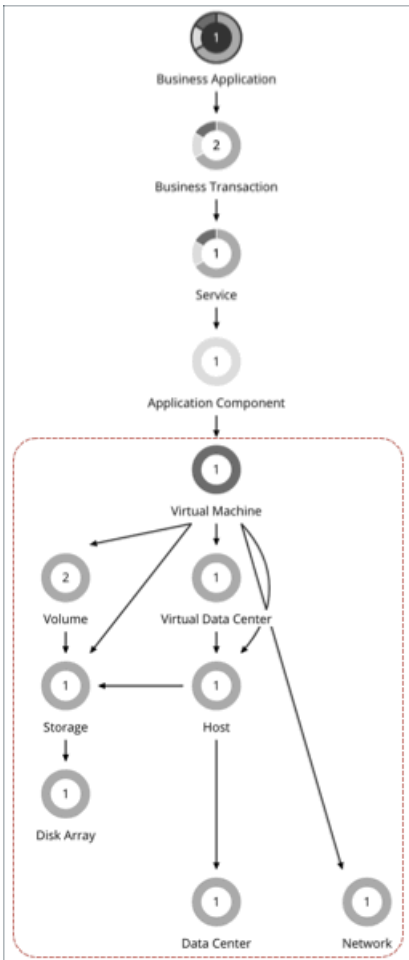 1
Business Application
2
Business Transaction
1
Service
1
Application Component
1
Virtual Machine
2
1
Volume
Virtual Data Center
1
1
Storage
Host
1
Disk Array
1
1
Data Center
Network